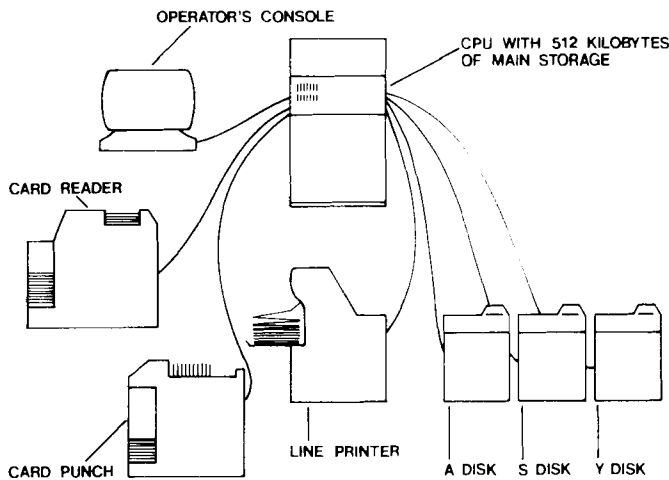 OPERATOR'S CONSOLE
CPU WITH 512 KILOBYTES
OF MAIN STORAGE
CARD READER
CARD PUNCH
LINE PRINTER
A DISK
S DISK
Y DISK